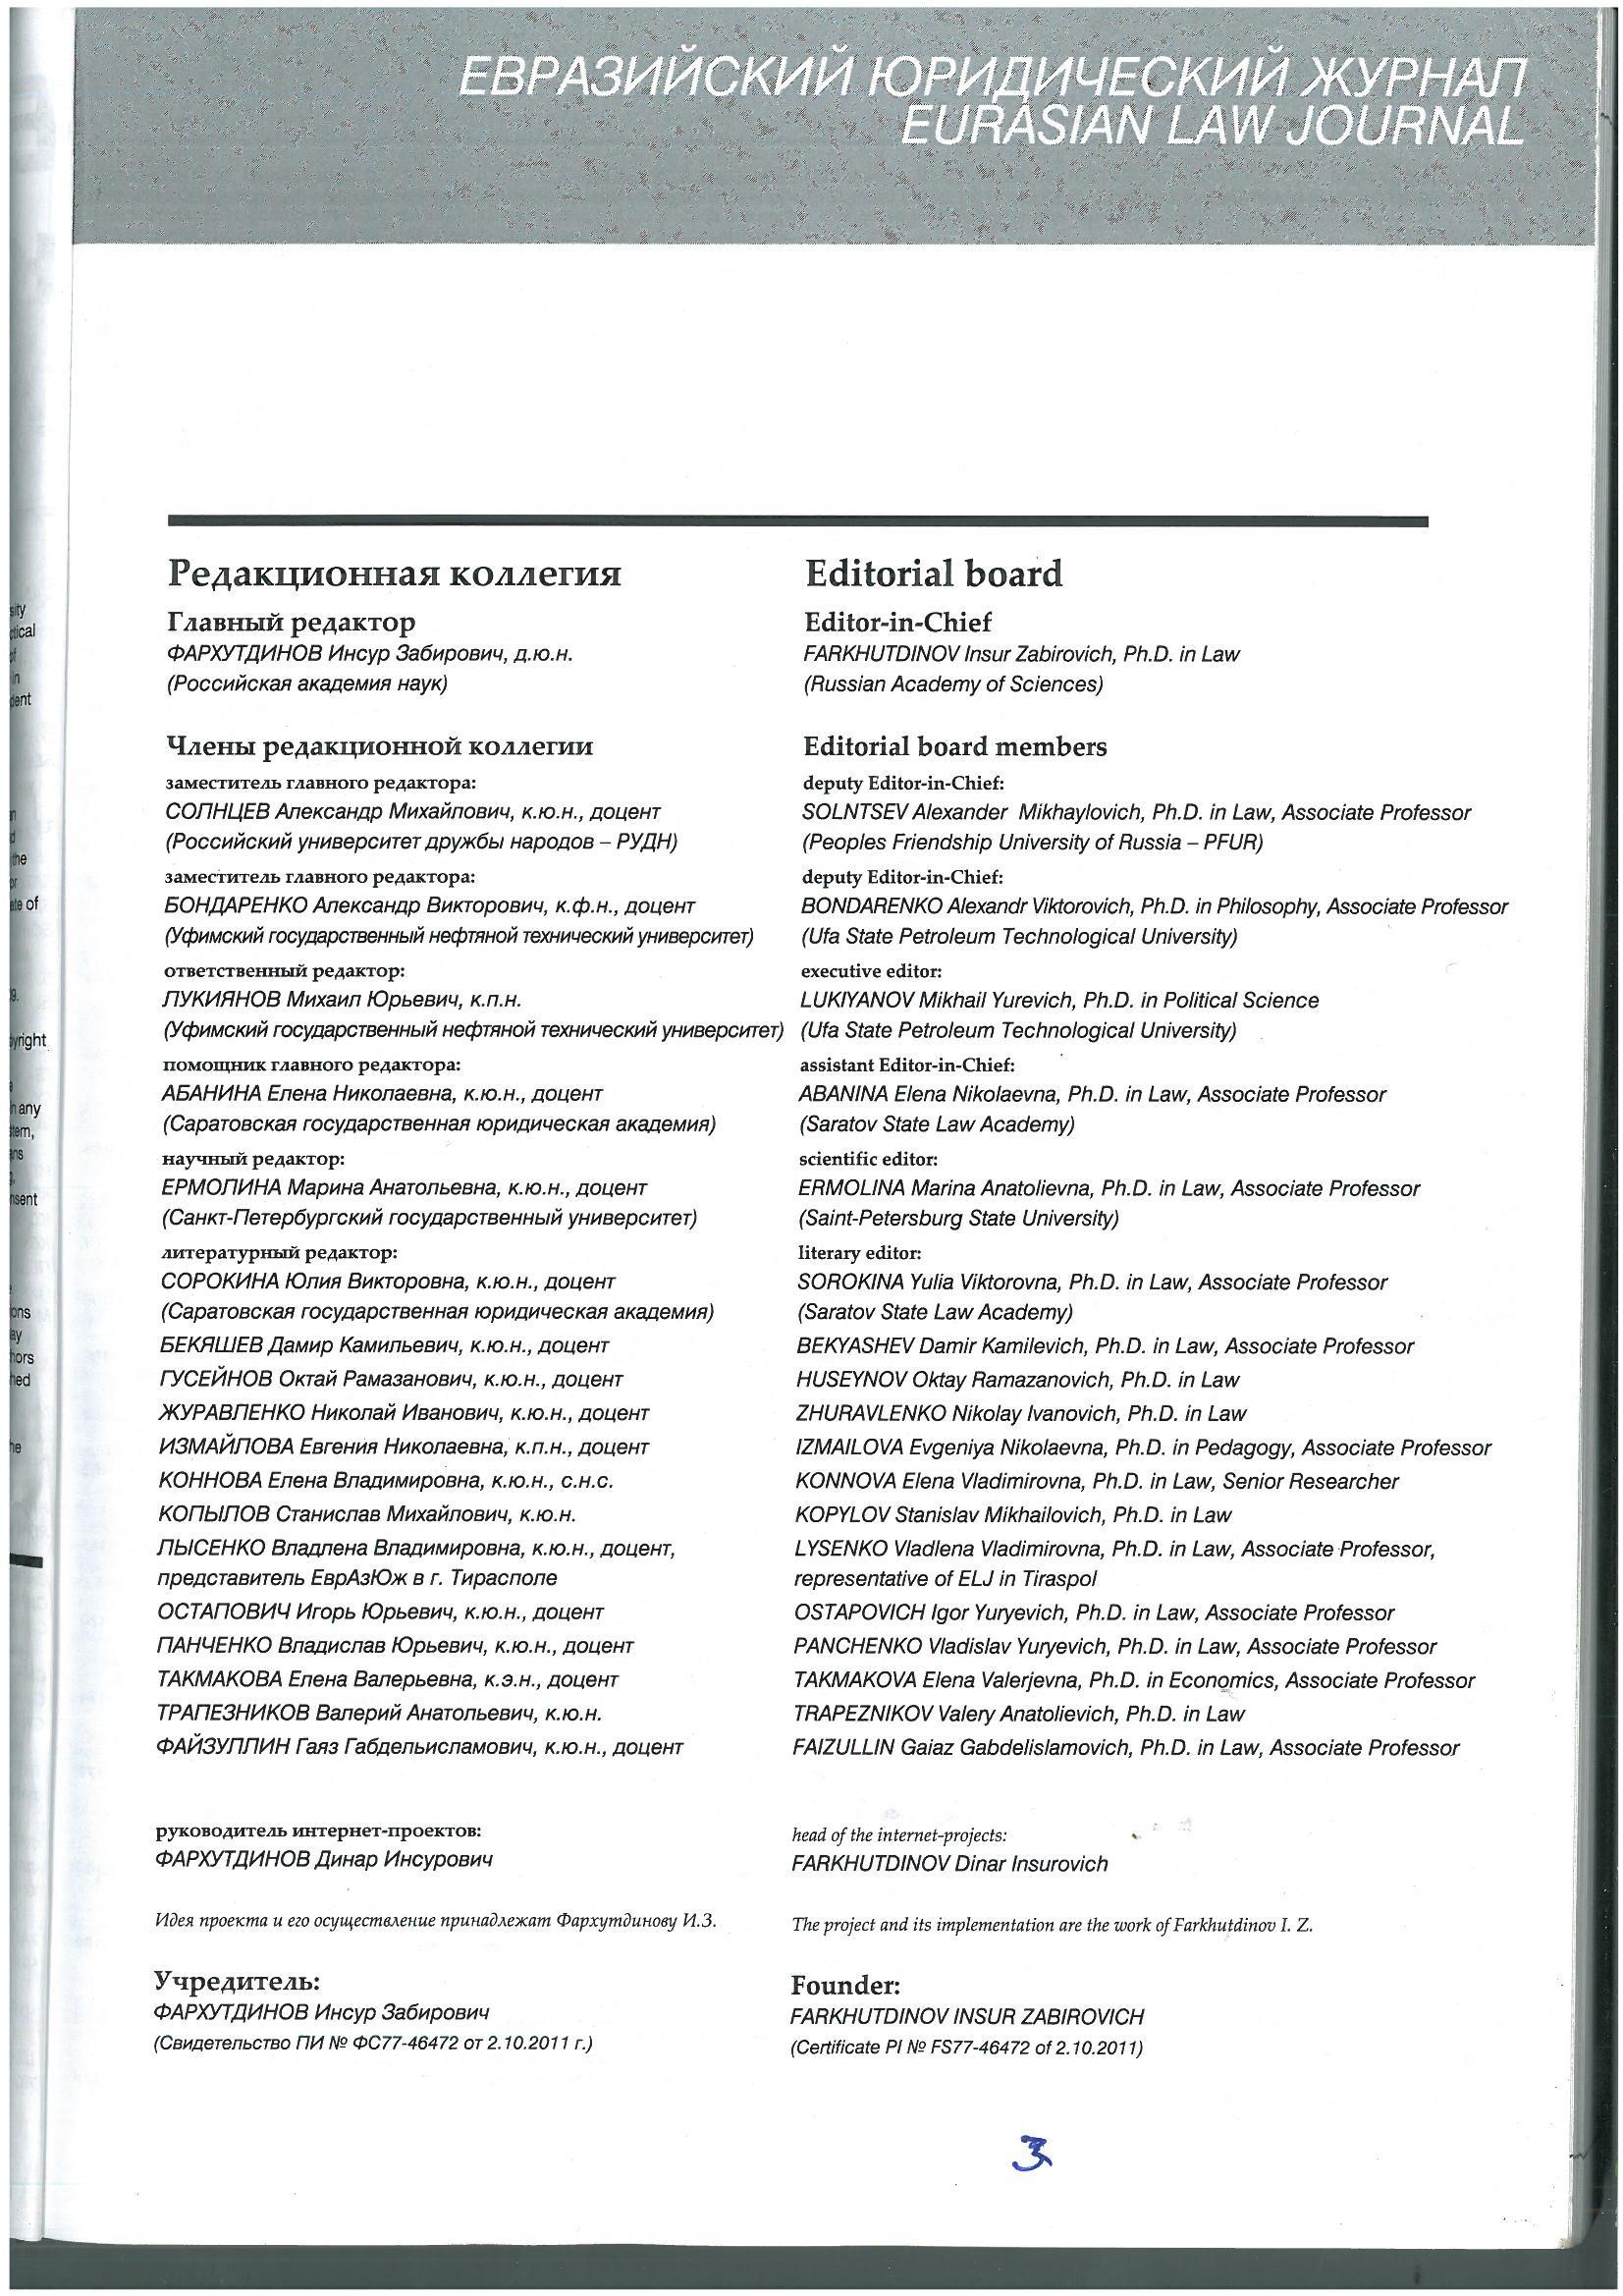 ЕВРАЗИЙСКИЙ ЮРИДИЧЕСКИЙ ЖУРНАЛ
EURASIAN LAW JOURNAL
Редакционная коллегия
Главный редактор
ФАРХУТДИНОВ Инсур Забирович, д.ю.н.
(Российская академия наук)
Члены редакционной коллегии
заместитель главного редактора:
СОЛНЦЕВ Александр Михайлович, к.ю.н., доцент
(Российский университет дружбы народов – РУДН)
заместитель главного редактора:
БОНДАРЕНКО Александр Викторович, к.ф.н., доцент
(Уфимский государственный нефтяной технический университет)
ответственный редактор:
ЛУКИЯНОВ Михаил Юрьевич, к.п.н.
(Уфимский государственный нефтяной технический университет)
помощник главного редактора:
АБАНИНА Елена Николаевна, к.ю.н., доцент
(Саратовская государственная юридическая академия)
научный редактор:
ЕРМОЛИНА Марина Анатольевна, к.ю.н., доцент
(Санкт-Петербургский государственный университет)
литературный редактор:
СОРОКИНА Юлия Викторовна, к.ю.н., доцент
(Саратовская государственная юридическая академия)
БЕКЯШЕВ Дамир Камильевич, к.ю.н., доцент
ГУСЕЙНОВ Октай Рамазанович, к.ю.н., доцент
ЖУРАВЛЕНКО Николай Иванович, к.ю.н., доцент
ИЗМАЙЛОВА Евгения Николаевна, к.п.н., доцент
КОННОВА Елена Владимировна, к.ю.н., с.н.с.
КОПЫЛОВ Станислав Михайлович, к.ю.н.
ЛЫСЕНКО Владлена Владимировна, к.ю.н., доцент,
представитель ЕврАзЮж в г. Тирасполе
ОСТАПОВИЧ Игорь Юрьевич, к.ю.н., доцент
ПАНЧЕНКО Владислав Юрьевич, к.ю.н., доцент
ТАКМАКОВА Елена Валерьевна, к.э.н., доцент
ТРАПЕЗНИКОВ Валерий Анатольевич, к.ю.н.
ФАЙЗУЛЛИН Гаяз Габдельисламович, к.ю.н., доцент
руководитель интернет-проектов:
ФАРХУТДИНОВ Динар Инсурович
Идея проекта и его осуществление принадлежат Фархутдинову И.З.
Учредитель:
ФАРХУТДИНОВ Инсур Забирович
(Свидетельство ПИ № ФС77-46472 от 2.10.2011 г.)
Editorial board
Editor-in-Chief
FARKHUTDINOV Insur Zabirovich, Ph.D. in Law
(Russian Academy of Sciences)
Editorial board members
deputy Editor-in-Chief:
SOLNTSEV Alexander Mikhaylovich, Ph.D. in Law, Associate Professor
(Peoples Friendship University of Russia – PFUR)
deputy Editor-in-Chief:
BONDARENKO Alexandr Viktorovich, Ph.D. in Philosophy, Associate Professor
(Ufa State Petroleum Technological University)
executive editor:
LUKIYANOV Mikhail Yurevich, Ph.D. in Political Science
(Ufa State Petroleum Technological University)
assistant Editor-in-Chief:
ABANINA Elena Nikolaevna, Ph.D. in Law, Associate Professor
(Saratov State Law Academy)
scientific editor:
ERMOLINA Marina Anatolievna, Ph.D. in Law, Associate Professor
(Saint-Petersburg State University)
literary editor:
SOROKINA Yulia Viktorovna, Ph.D. in Law, Associate Professor
(Saratov State Law Academy)
BEKYASHEV Damir Kamilevich, Ph.D. in Law, Associate Professor
HUSEYNOV Oktay Ramazanovich, Ph.D. in Law
ZHURAVLENKO Nikolay Ivanovich, Ph.D. in Law
IZMAILOVA Evgeniya Nikolaevna, Ph.D. in Pedagogy, Associate Professor
KONNOVA Elena Vladimirovna, Ph.D. in Law, Senior Researcher
KOPYLOV Stanislav Mikhailovich, Ph.D. in Law
LYSENKO Vladlena Vladimirovna, Ph.D. in Law, Associate Professor,
representative of ELJ in Tiraspol
OSTAPOVICH Igor Yuryevich, Ph.D. in Law, Associate Professor
PANCHENKO Vladislav Yuryevich, Ph.D. in Law, Associate Professor
TAKMAKOVA Elena Valerjevna, Ph.D. in Economics, Associate Professor
TRAPEZNIKOV Valery Anatolievich, Ph.D. in Law
FAIZULLIN Gaiaz Gabdelislamovich, Ph.D. in Law, Associate Professor
head of the internet-projects:
FARKHUTDINOV Dinar Insurovich
The project and its implementation are the work of Farkhutdinov I. Z.
Founder:
FARKHUTDINOV INSUR ZABIROVICH
(Certificate PI № FS77-46472 of 2.10.2011)
3